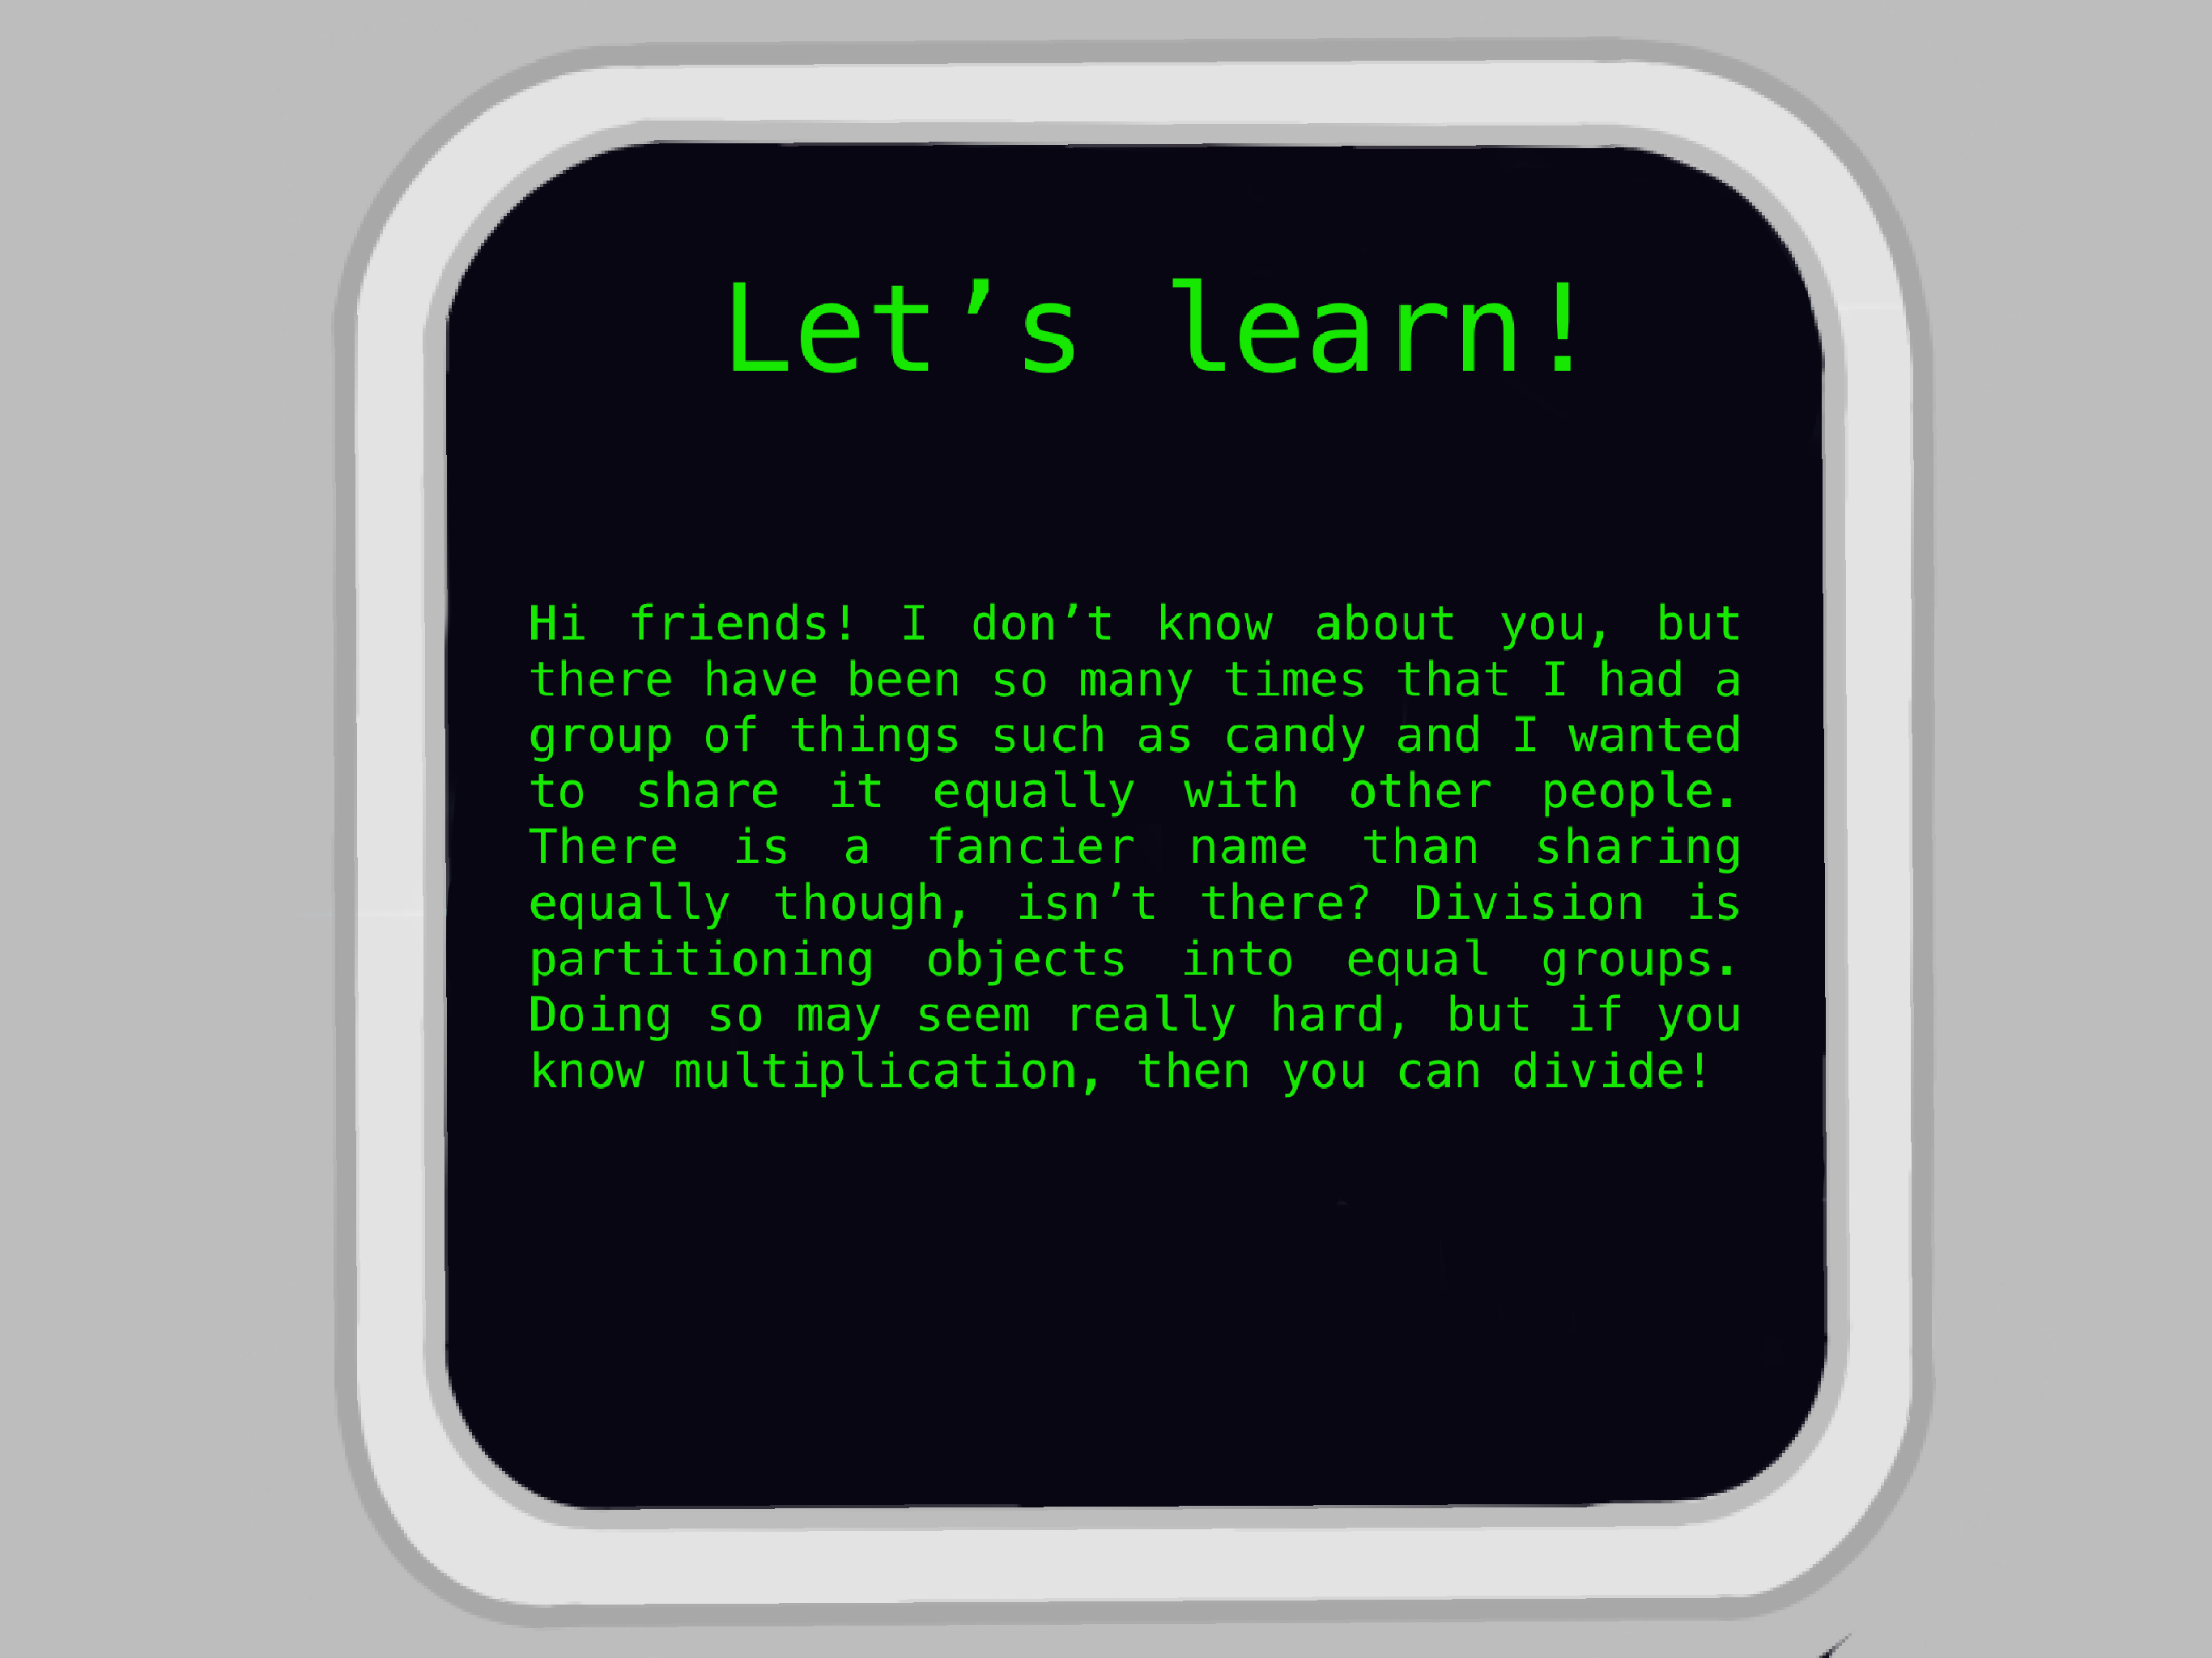 Let’s learn!
Hi friends! I don’t know about you, but
there have been so many times that I had a
group of things such as candy and I wanted
to share it equally with other people.
There is a fancier name than sharing
equally though, isn’t there? Division is
partitioning objects into equal groups.
Doing so may seem really hard, but if you
know multiplication, then you can divide!